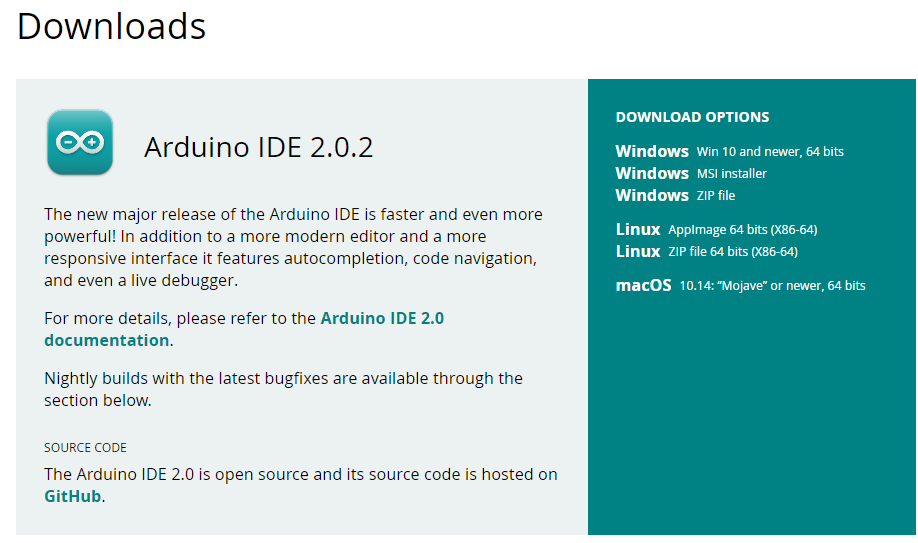 Downloads
Arduino IDE 2.0.2
The new major release of the Arduino IDE is faster and even more
powerful! In addition to a more modern editor and a more
responsive interface it features autocompletion, code navigation,
and even a live debugger.
For more details, please refer to the Arduino IDE 2.0
documentation.
Nightly builds with the latest bugfixes are available through the
section below.
SOURCE CODE
The Arduino IDE 2.0 is open source and its source code is hosted on
GitHub.
DOWNLOAD OPTIONS
Windows Win 10 and newer, 64 bits
Windows MSI installer
Windows ZIP file
Linux AppImage 64 bits (X86-64)
Linux ZIP file 64 bits (X86-64)
macOS 10.14: “Mojave” or newer, 64 bits